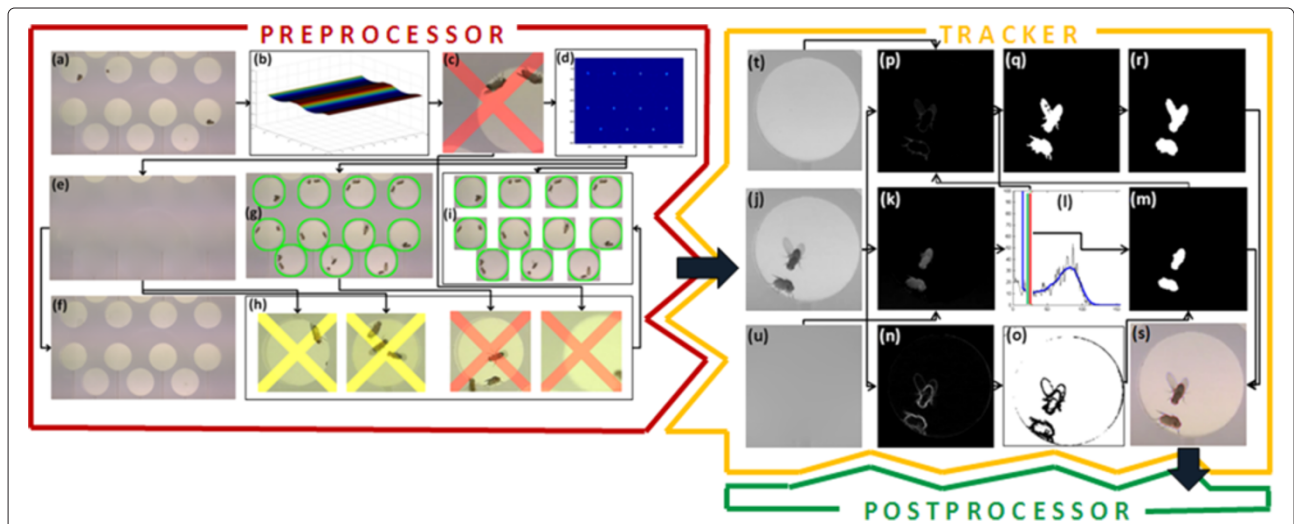 PREPROCESSOR
TRACKER
(a)
(b)
(c)
(d)
(t)
(p)
(q)
(r)
(e)
(g)
(i)
(j)
(k)
(l)
(m)
(f)
(h)
(u)
(n)
(o)
(s)
POSTPROCESSOR